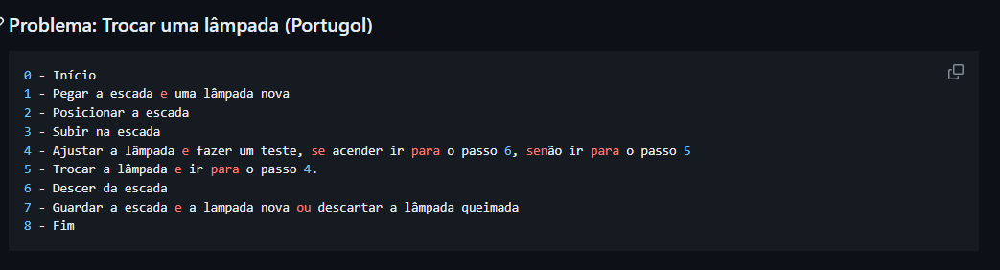 Problema: Trocar uma lâmpada (Portugol)
0 - Início
1 - Pegar a escada e uma lâmpada nova
2 - Posicionar a escada
3 - Subir na escada
4 - Ajustar a lâmpada e fazer um teste, se acender ir para o passo 6, senão ir para o passo 5
5 - Trocar a lâmpada e ir para o passo 4.
6 - Descer da escada
7 - Guardar a escada e a lampada nova ou descartar a lâmpada queimada
8 - Fim